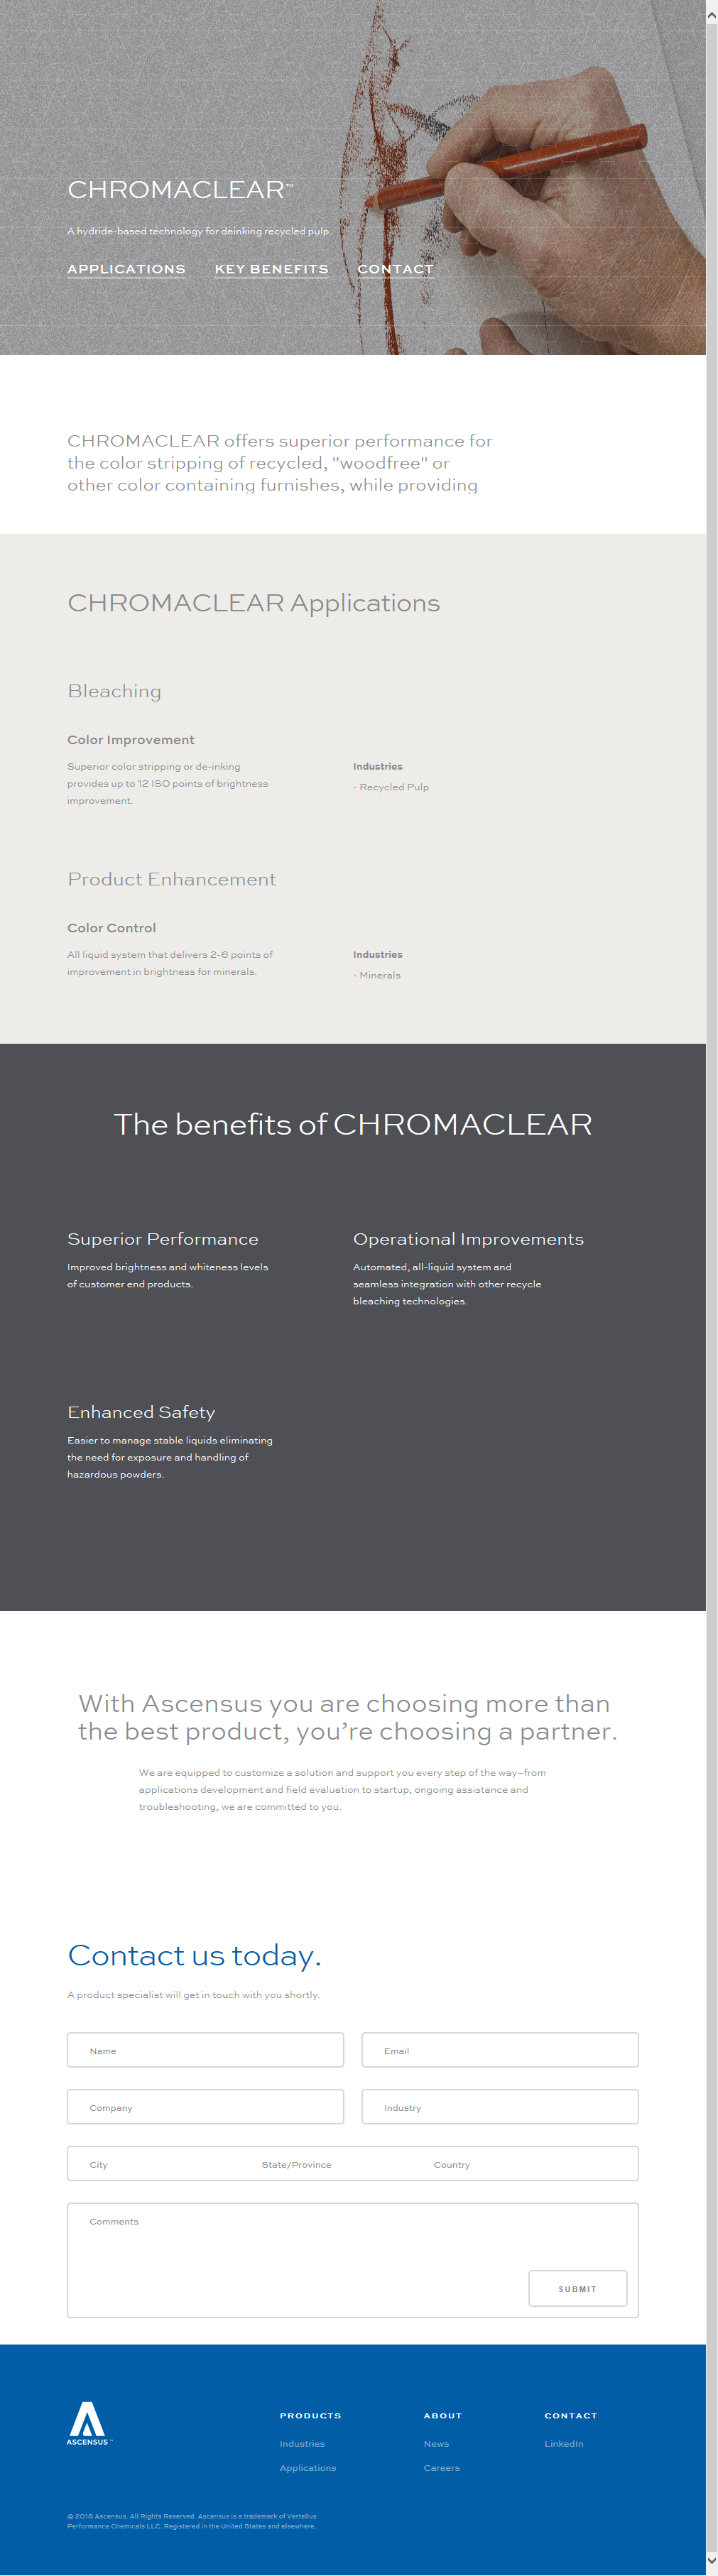 CHROMACLEAR™
A hydride-based technology for deinking recycled pulp.
APPLICATIONS KEY BENEFITS CONTACT
CHROMACLEAR offers superior performance for
the color stripping of recycled, "woodfree" or
other color containing furnishes, while providing
CHROMACLEAR Applications
Bleaching
Color Improvement
Superior color stripping or de-inking
provides up to 12 ISO points of brightness
improvement.
Industries
- Recycled Pulp
Product Enhancement
Color Control
All liquid system that delivers 2-6 points of
improvement in brightness for minerals.
Industries
- Minerals
The benefits of CHROMACLEAR
Superior Performance
Improved brightness and whiteness levels
of customer end products.
Operational Improvements
Automated, all-liquid system and
seamless integration with other recycle
bleaching technologies.
Enhanced Safety
Easier to manage stable liquids eliminating
the need for exposure and handling of
hazardous powders.
With Ascensus you are choosing more than
the best product, you’re choosing a partner.
We are equipped to customize a solution and support you every step of the way–from
applications development and field evaluation to startup, ongoing assistance and
troubleshooting, we are committed to you.
Contact us today.
A product specialist will get in touch with you shortly.
Name Email
Company Industry
City State/Province Country
Comments
SUBMIT
ASCENSUS™
PRODUCTS
Industries
Applications
ABOUT
News
Careers
CONTACT
LinkedIn
© 2018 Ascensus. All Rights Reserved. Ascensus is a trademark of Vertellus
Performance Chemicals LLC. Registered in the United States and elsewhere.